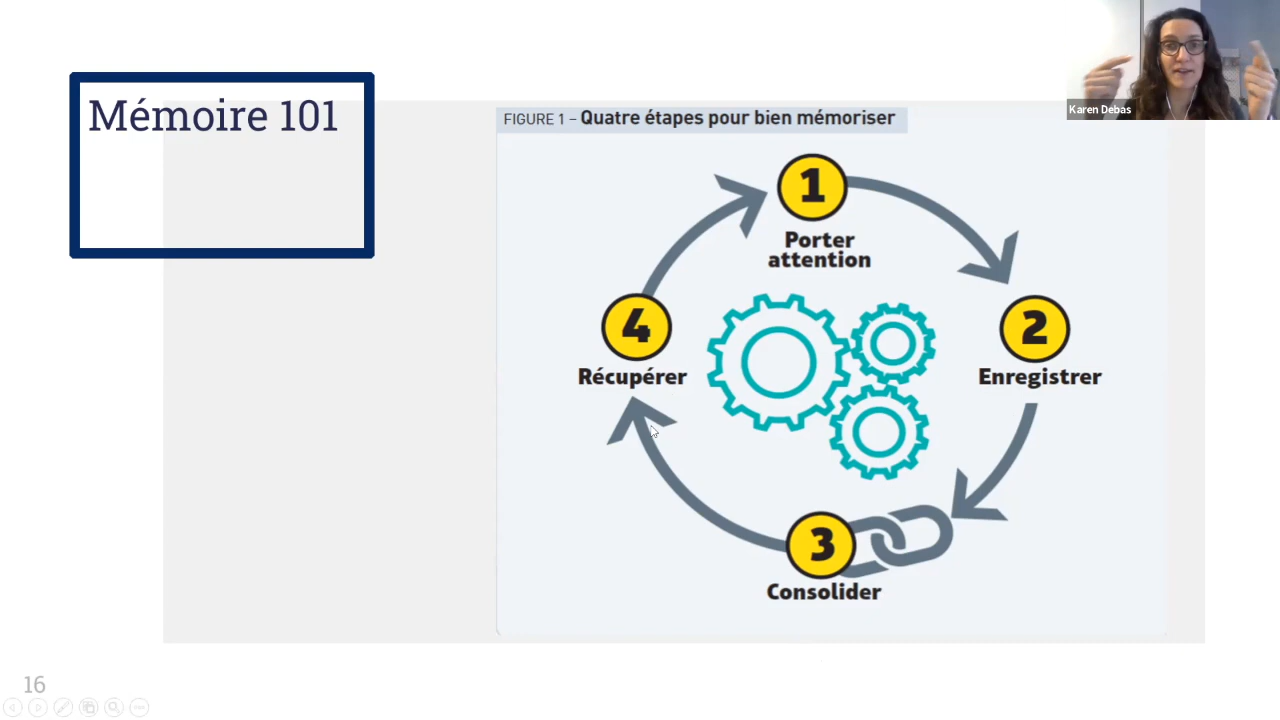 Mémoire 101
Karen Debas
FIGURE 1 – Quatre étapes pour bien mémoriser
1
Porter
attention
2
Enregistrer
3
Consolider
4
Récupérer
16